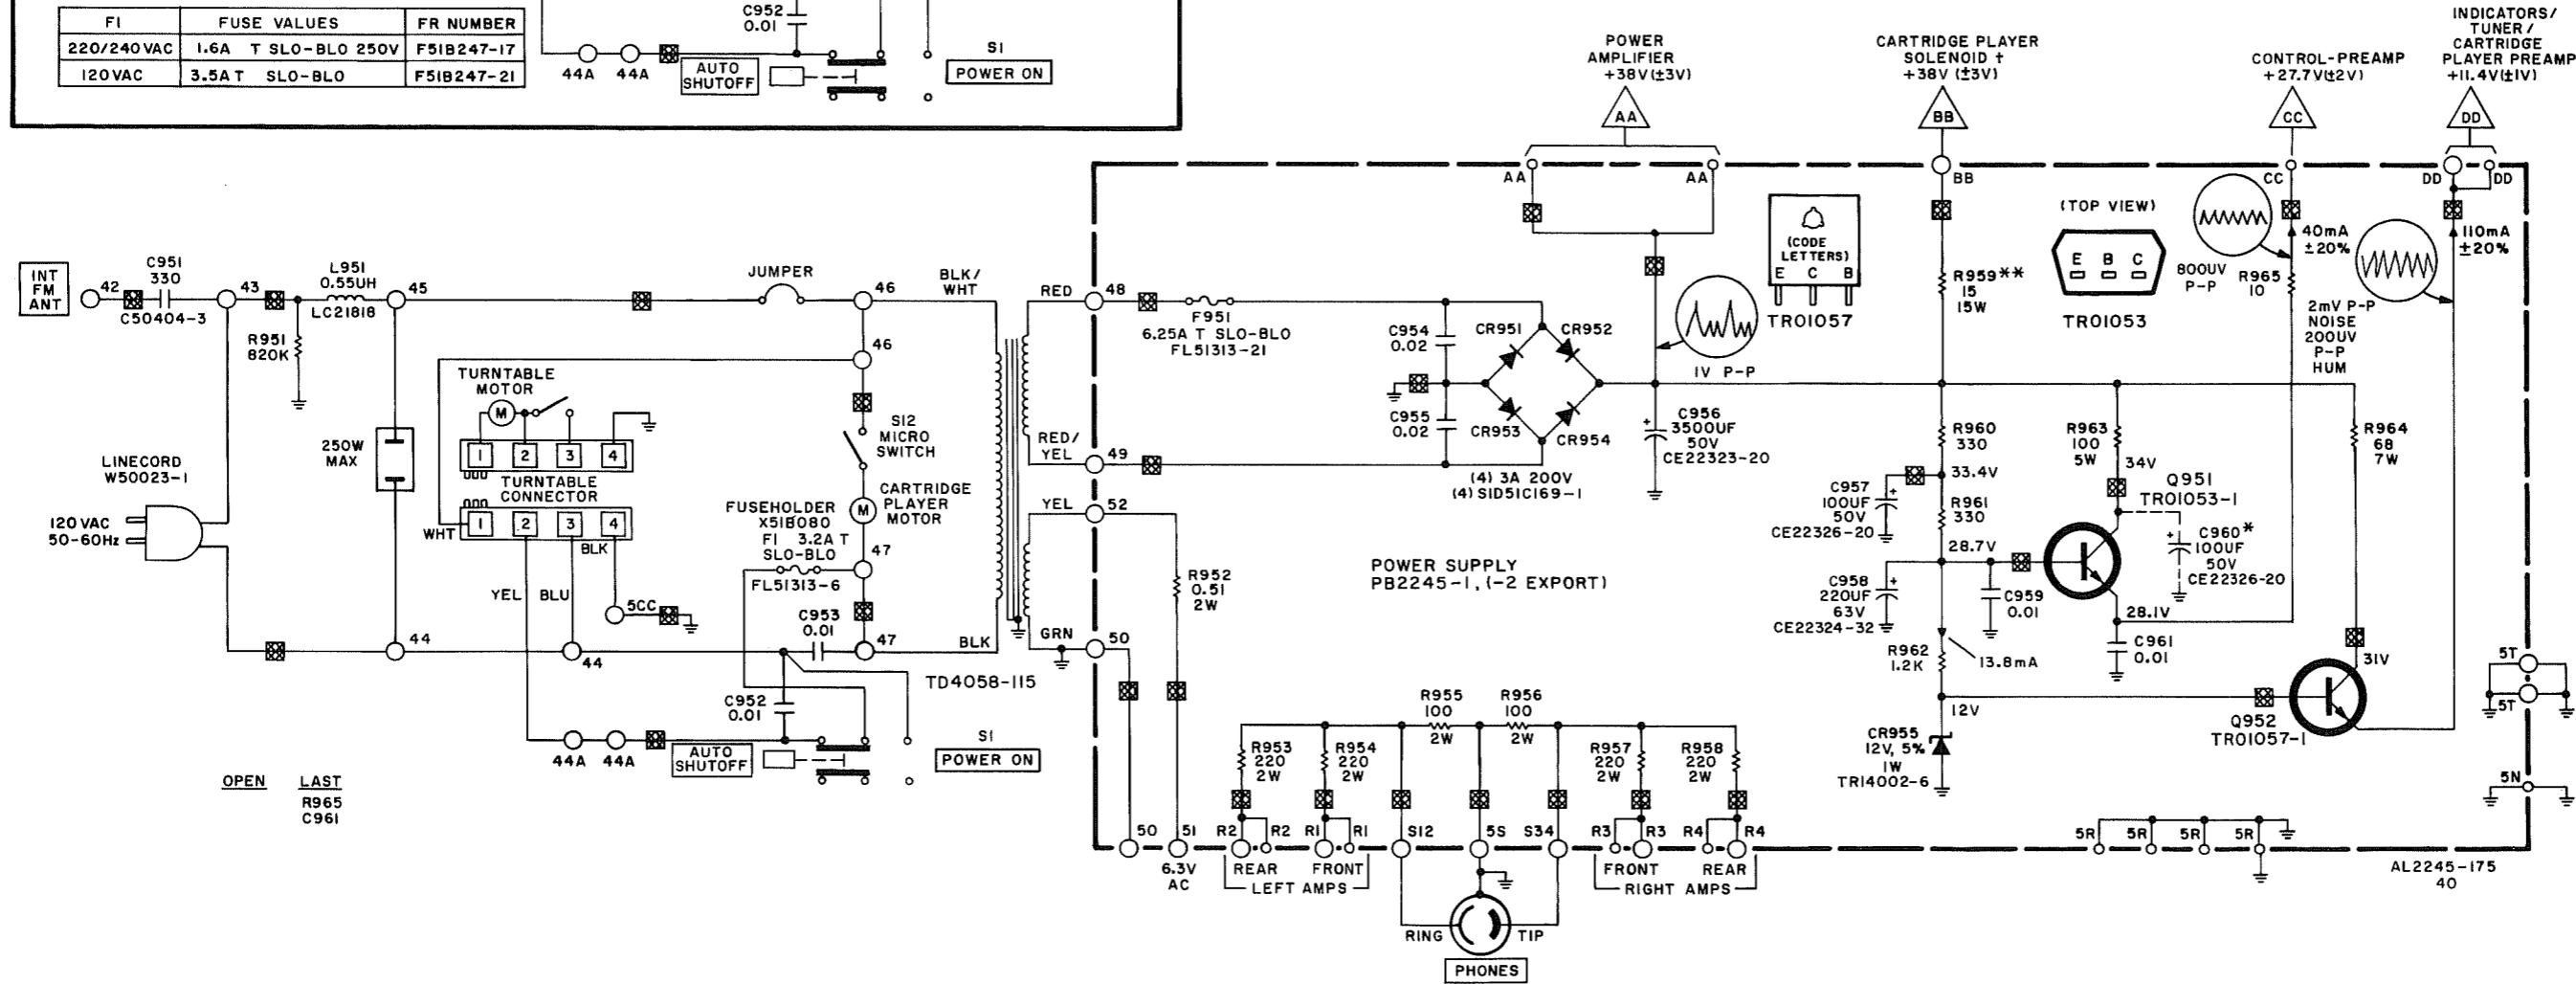 F1 FUSE VALUES FR NUMBER
220/240VAC 1.6A T SLO-BLO 250V F51B247-17
120VAC 3.5A T SLO-BLO F51B247-21
C952
0.01
44A 44A
AUTO
SHUTOFF
S1
POWER ON
POWER
AMPLIFIER
+38V(±3V)
AA
CARTRIDGE PLAYER
SOLENOID †
+38V (±3V)
BB
CONTROL-PREAMP
+27.7V(±2V)
CC
INDICATORS/
TUNER/
CARTRIDGE
PLAYER PREAMP
+11.4V(±1V)
DD
AA AA BB CC DD DD
INT
FM
ANT
42
C951
330
C50404-3
43
R951
820K
L951
0.55UH
LC21818
45
JUMPER
46
BLK/
WHT
46
TURNTABLE
MOTOR
M
1 2 3 4
TURNTABLE
CONNECTOR
WHT
1 2 3 4
BLK
YEL BLU
5CC
250W
MAX
LINECORD
W50023-1
120 VAC
50-60Hz
S12
MICRO
SWITCH
CARTRIDGE
PLAYER
MOTOR
M
FUSEHOLDER
X51B080
F1 3.2A T
SLO-BLO
FL51313-6
47
C953
0.01
47
BLK
44
44
C952
0.01
TD4058-115
44A 44A
AUTO
SHUTOFF
S1
POWER ON
OPEN LAST
R965
C961
RED
48
F951
6.25A T SLO-BLO
FL51313-21
RED/
YEL
49
YEL
52
GRN
50
R952
0.51
2W
C954
0.02
C955
0.02
CR951 CR952
CR953 CR954
(4) 3A 200V
(4) SID51C169-1
1V P-P
C956
3500UF
50V
CE22323-20
+
(CODE
LETTERS)
E C B
TR01057
R959**
15
15W
(TOP VIEW)
E B C
TR01053
800UV
P-P
R965
10
40mA
±20%
2mV P-P
NOISE
200UV
P-P
HUM
110mA
±20%
POWER SUPPLY
PB2245-1, (-2 EXPORT)
R960
330
33.4V
C957
100UF
50V
CE22326-20
+
R961
330
28.7V
C958
220UF
63V
CE22324-32
+
C959
0.01
R962
1.2K
13.8mA
12V
CR955
12V, 5%
1W
TR14002-6
R963
100
5W
34V
Q951
TR01053-1
C960*
100UF
50V
CE22326-20
+
28.1V
C961
0.01
R964
68
7W
31V
Q952
TR01057-1
5T
5T
5N
R953
220
2W
R954
220
2W
R955
100
2W
R956
100
2W
R957
220
2W
R958
220
2W
50 51 R2 R2 R1 R1 S12 5S S34 R3 R3 R4 R4
6.3V
AC
REAR FRONT
LEFT AMPS
FRONT REAR
RIGHT AMPS
RING TIP
PHONES
5R 5R 5R 5R
AL2245-175
40